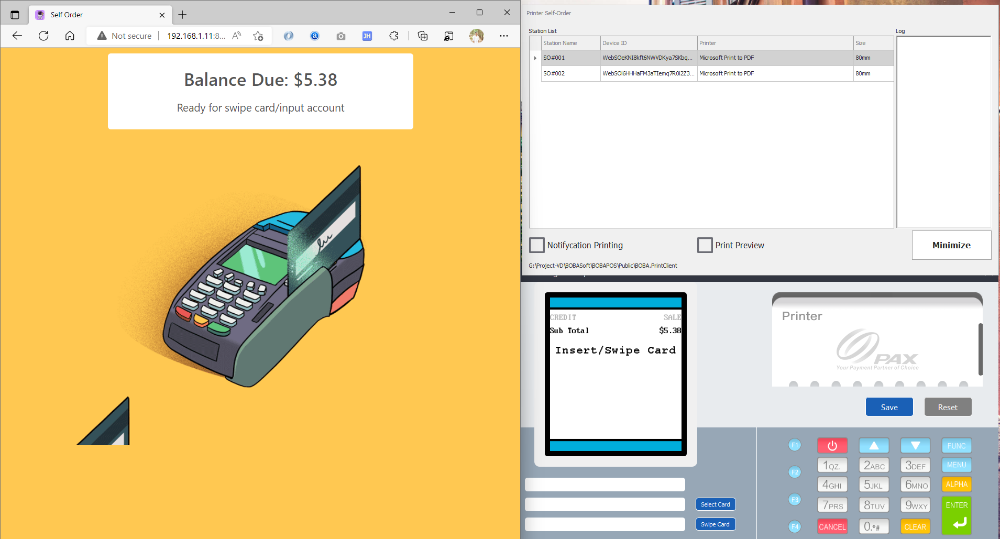 Self Order
Not secure
192.168.1.11:8...
Balance Due: $5.38
Ready for swipe card/input account
Printer Self-Order
Station List
Log
Station Name Device ID Printer Size
SO#001 WebSOeKNI8kft6NWVDKya7SKbq... Microsoft Print to PDF 80mm
SO#002 WebSOl6HHHaFM3aTIemq7R0i2Z3... Microsoft Print to PDF 80mm
Notifycation Printing
Print Preview
Minimize
G:\Project-VD\BOBASoft\BOBAPOS\Public\BOBA.PrintClient
CREDIT SALE
Sub Total $5.38
Insert/Swipe Card
Printer
PAX
Your Payment Partner of Choice
Save
Reset
Select Card
Swipe Card
F1
FUNC
1QZ. 2ABC 3DEF MENU
F2
4GHI 5JKL 6MNO ALPHA
F3
7PRS 8TUV 9WXY ENTER
F4
CANCEL 0.*# CLEAR
JH
a